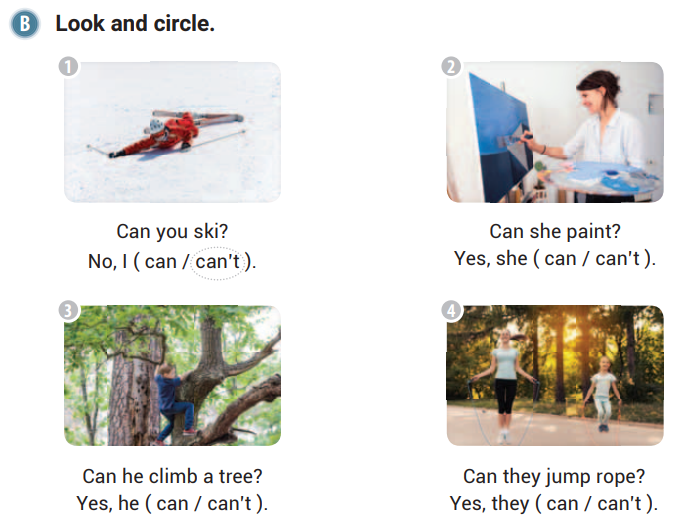 B Look and circle.
1
Can you ski?
No, I ( can / can't ).
2
Can she paint?
Yes, she ( can / can't ).
3
Can he climb a tree?
Yes, he ( can / can't ).
4
Can they jump rope?
Yes, they ( can / can't ).